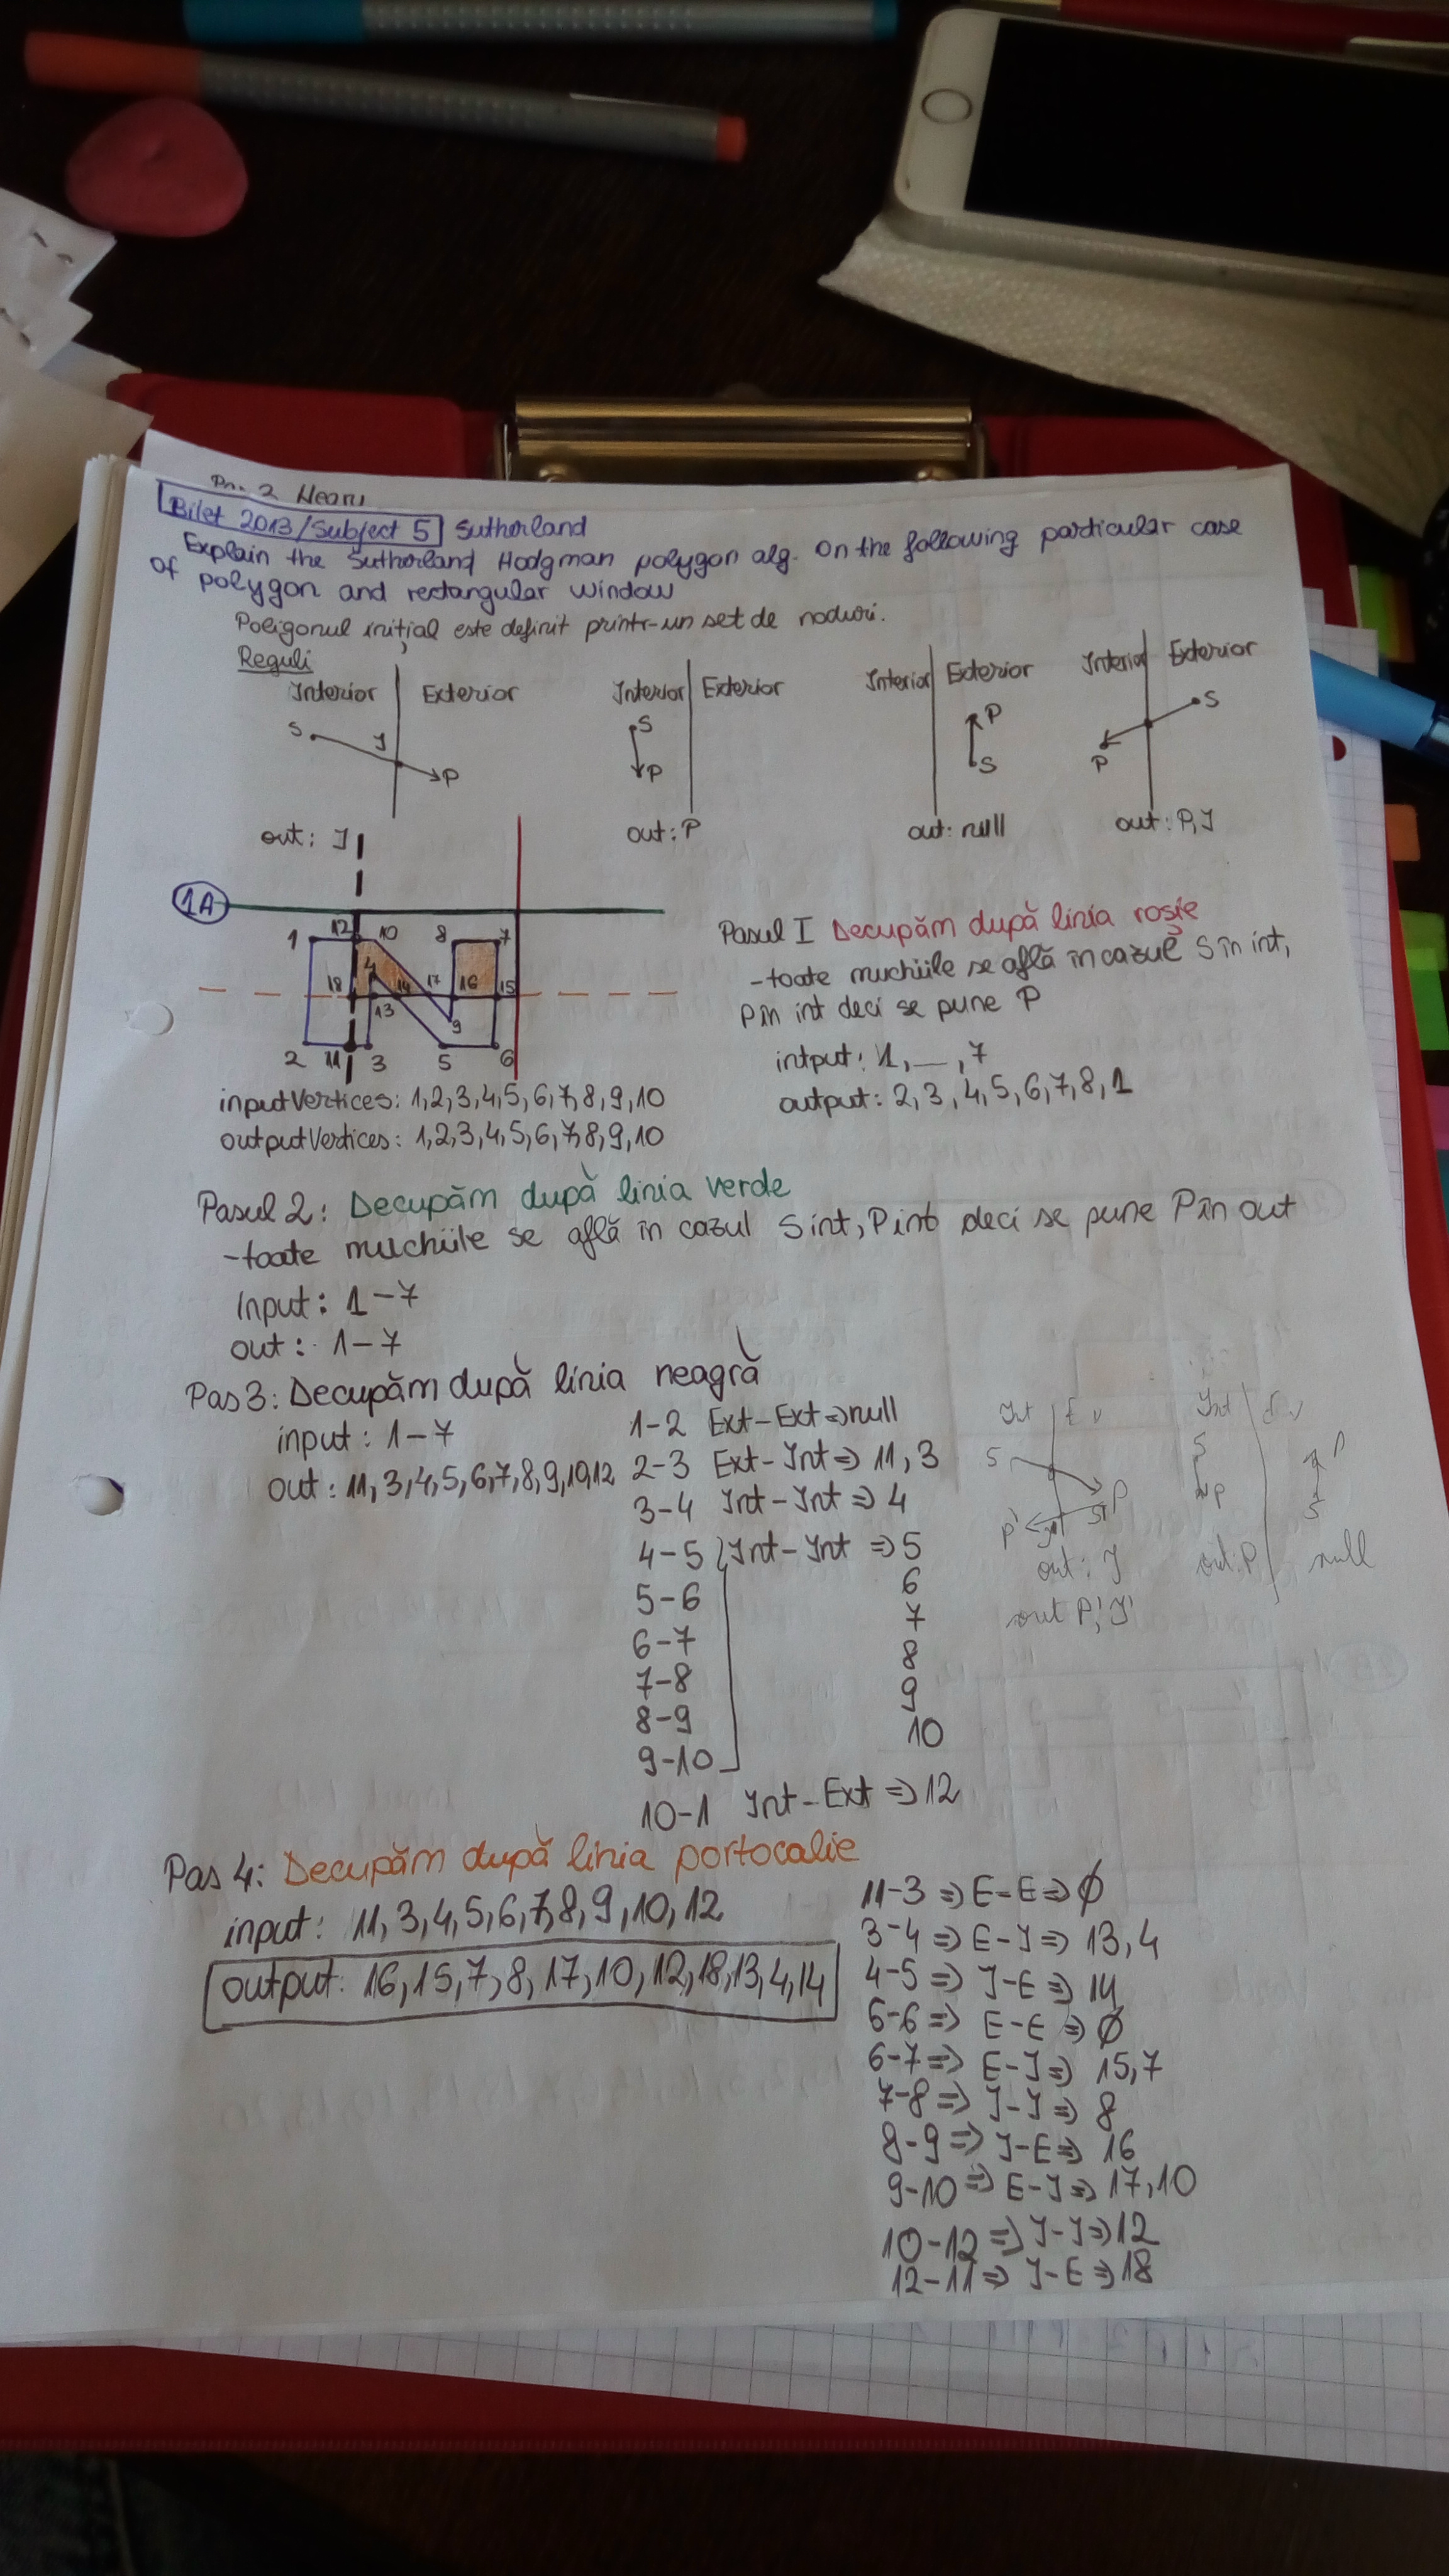 Bilet 2013/Subject 5 Sutherland
Explain the Sutherland Hodgman polygon alg. on the following particular case
of polygon and rectangular window
Poligonul inițial este definit printr-un set de noduri.
Reguli
Interior Exterior Interior Exterior Interior Exterior Interior Exterior
S J P S P P S S P
out: J out: P out: null out: P, J
1A
1 12 10 8 7
4
18 14 17 16 15
13 9
2 11 3 5 6
inputVertices: 1,2,3,4,5,6,7,8,9,10
outputVertices: 1,2,3,4,5,6,7,8,9,10
Pasul I Decupăm după linia roșie
-toate muchiile se află în cazul S în int,
P în int deci se pune P
intput: 1,__,7
output: 2,3,4,5,6,7,8,1
Pasul 2: Decupăm după linia verde
-toate muchiile se află în cazul S int, P int deci se pune P în out
Input: 1-7
out: 1-7
Pas 3: Decupăm după linia neagră
input: 1-7
out: 11,3,4,5,6,7,8,9,10,12
1-2 Ext-Ext=>null
2-3 Ext-Int=> 11,3
3-4 Int-Int => 4
4-5 Int-Int => 5
5-6 6
6-7 7
7-8 8
8-9 9
9-10 10
10-1 Int-Ext => 12
Int Int
S P S P P S
P'
out: J out: P null
out P',J'
Pas 4: Decupăm după linia portocalie
input: 11,3,4,5,6,7,8,9,10,12
output: 16,15,7,8,17,10,12,18,13,4,14
11-3 => E-E=> ∅
3-4 => E-J=> 13,4
4-5 => J-E=> 14
6-6=> E-E => ∅
6-7=> E-J=> 15,7
7-8=> J-J=> 8
8-9=> J-E=> 16
9-10=> E-J=> 17,10
10-12=> J-J=>12
12-11=> J-E=>18